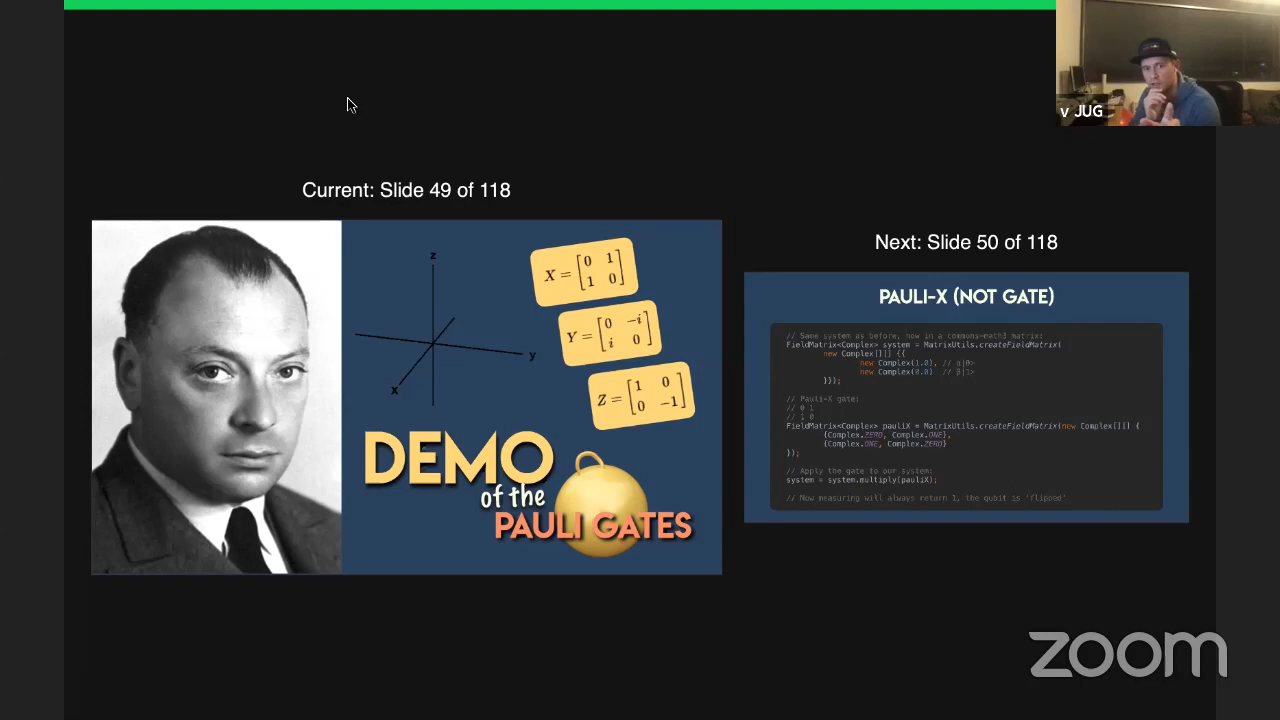 v JUG
Current: Slide 49 of 118
z
y
x
X = [0 1
1 0]
Y = [0 -i
i 0]
Z = [1 0
0 -1]
DEMO
of the
PAULI GATES
Next: Slide 50 of 118
PAULI-X (NOT GATE)
// Same system as before, now in a commons-math3 matrix:
FieldMatrix<Complex> system = MatrixUtils.createFieldMatrix(
new Complex[][] {{
new Complex(1.0), // α|0>
new Complex(0.0) // β|1>
}});
// Pauli-X gate:
// 0 1
// 1 0
FieldMatrix<Complex> pauliX = MatrixUtils.createFieldMatrix(new Complex[][] {
{Complex.ZERO, Complex.ONE},
{Complex.ONE, Complex.ZERO}
});
// Apply the gate to our system:
system = system.multiply(pauliX);
// Now measuring will always return 1, the qubit is 'flipped'
zoom